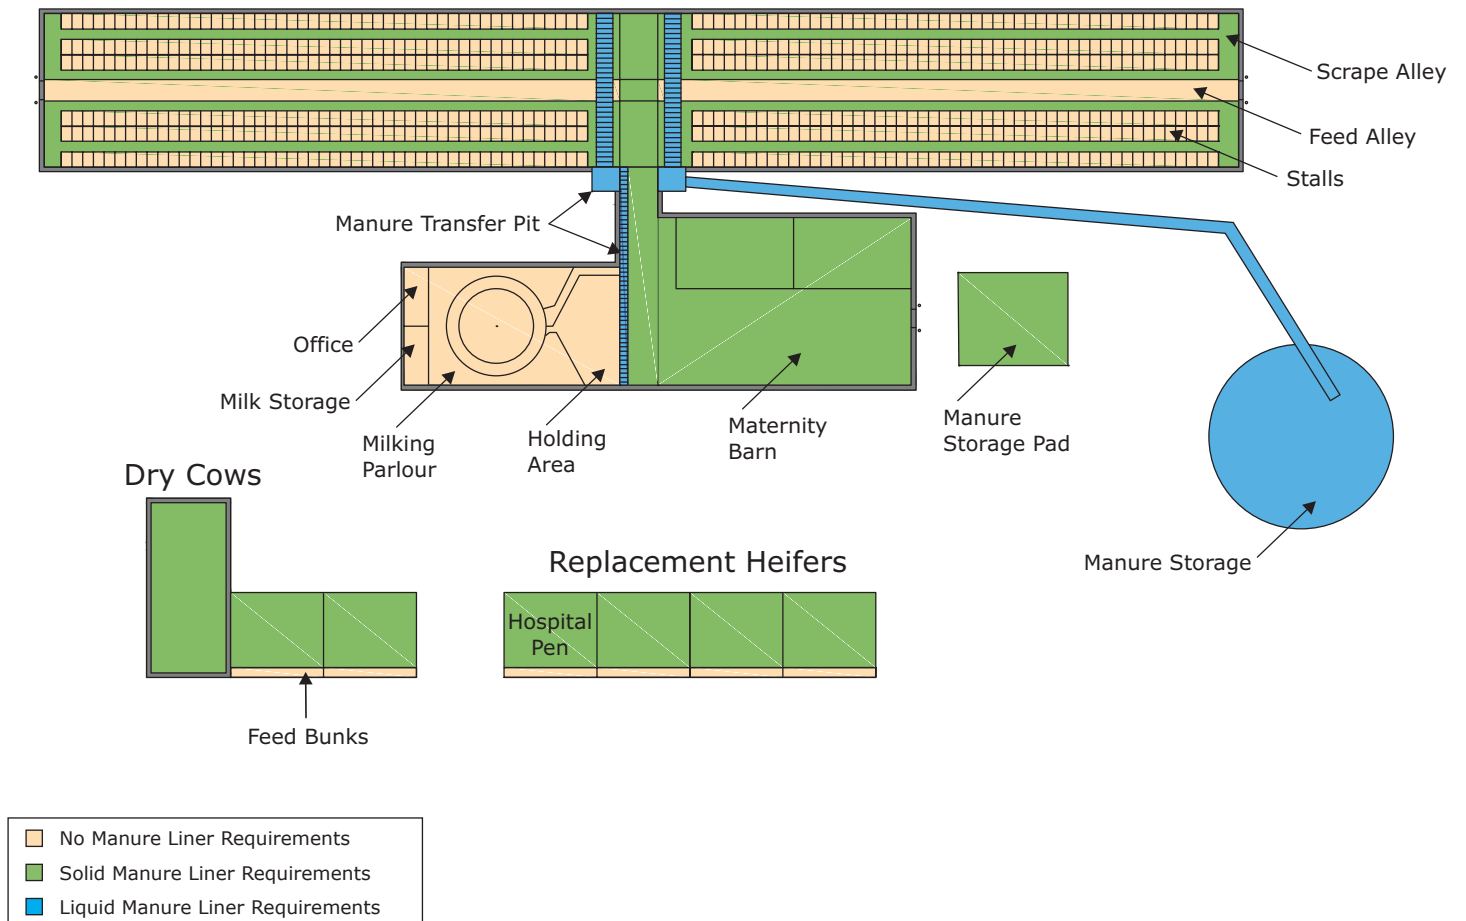 Scrape Alley
Feed Alley
Stalls
Manure Transfer Pit
Office
Milk Storage
Milking
Parlour
Holding
Area
Maternity
Barn
Manure
Storage Pad
Manure Storage
Dry Cows
Feed Bunks
Replacement Heifers
Hospital
Pen
No Manure Liner Requirements
Solid Manure Liner Requirements
Liquid Manure Liner Requirements